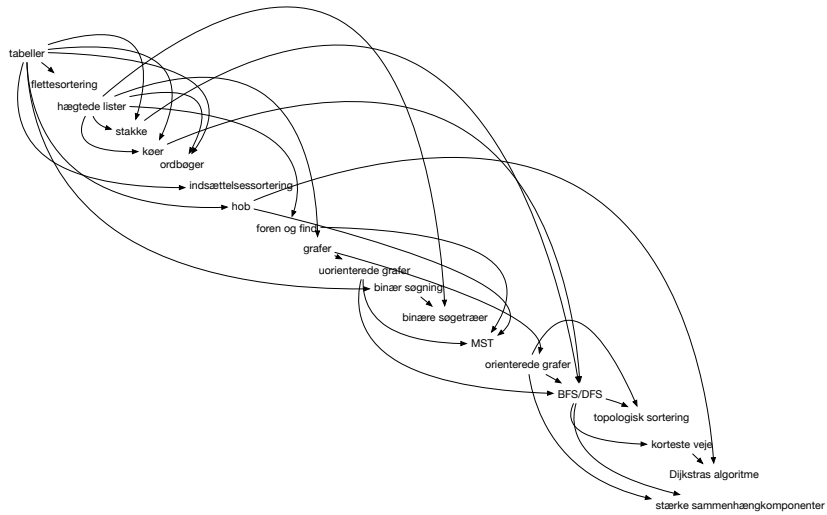 tabeller
flettesortering
hægtede lister
stakke
køer
ordbøger
indsættelsessortering
hob
foren og find
grafer
uorienterede grafer
binær søgning
binære søgetræer
MST
orienterede grafer
BFS/DFS
topologisk sortering
korteste veje
Dijkstras algoritme
stærke sammenhængkomponenter